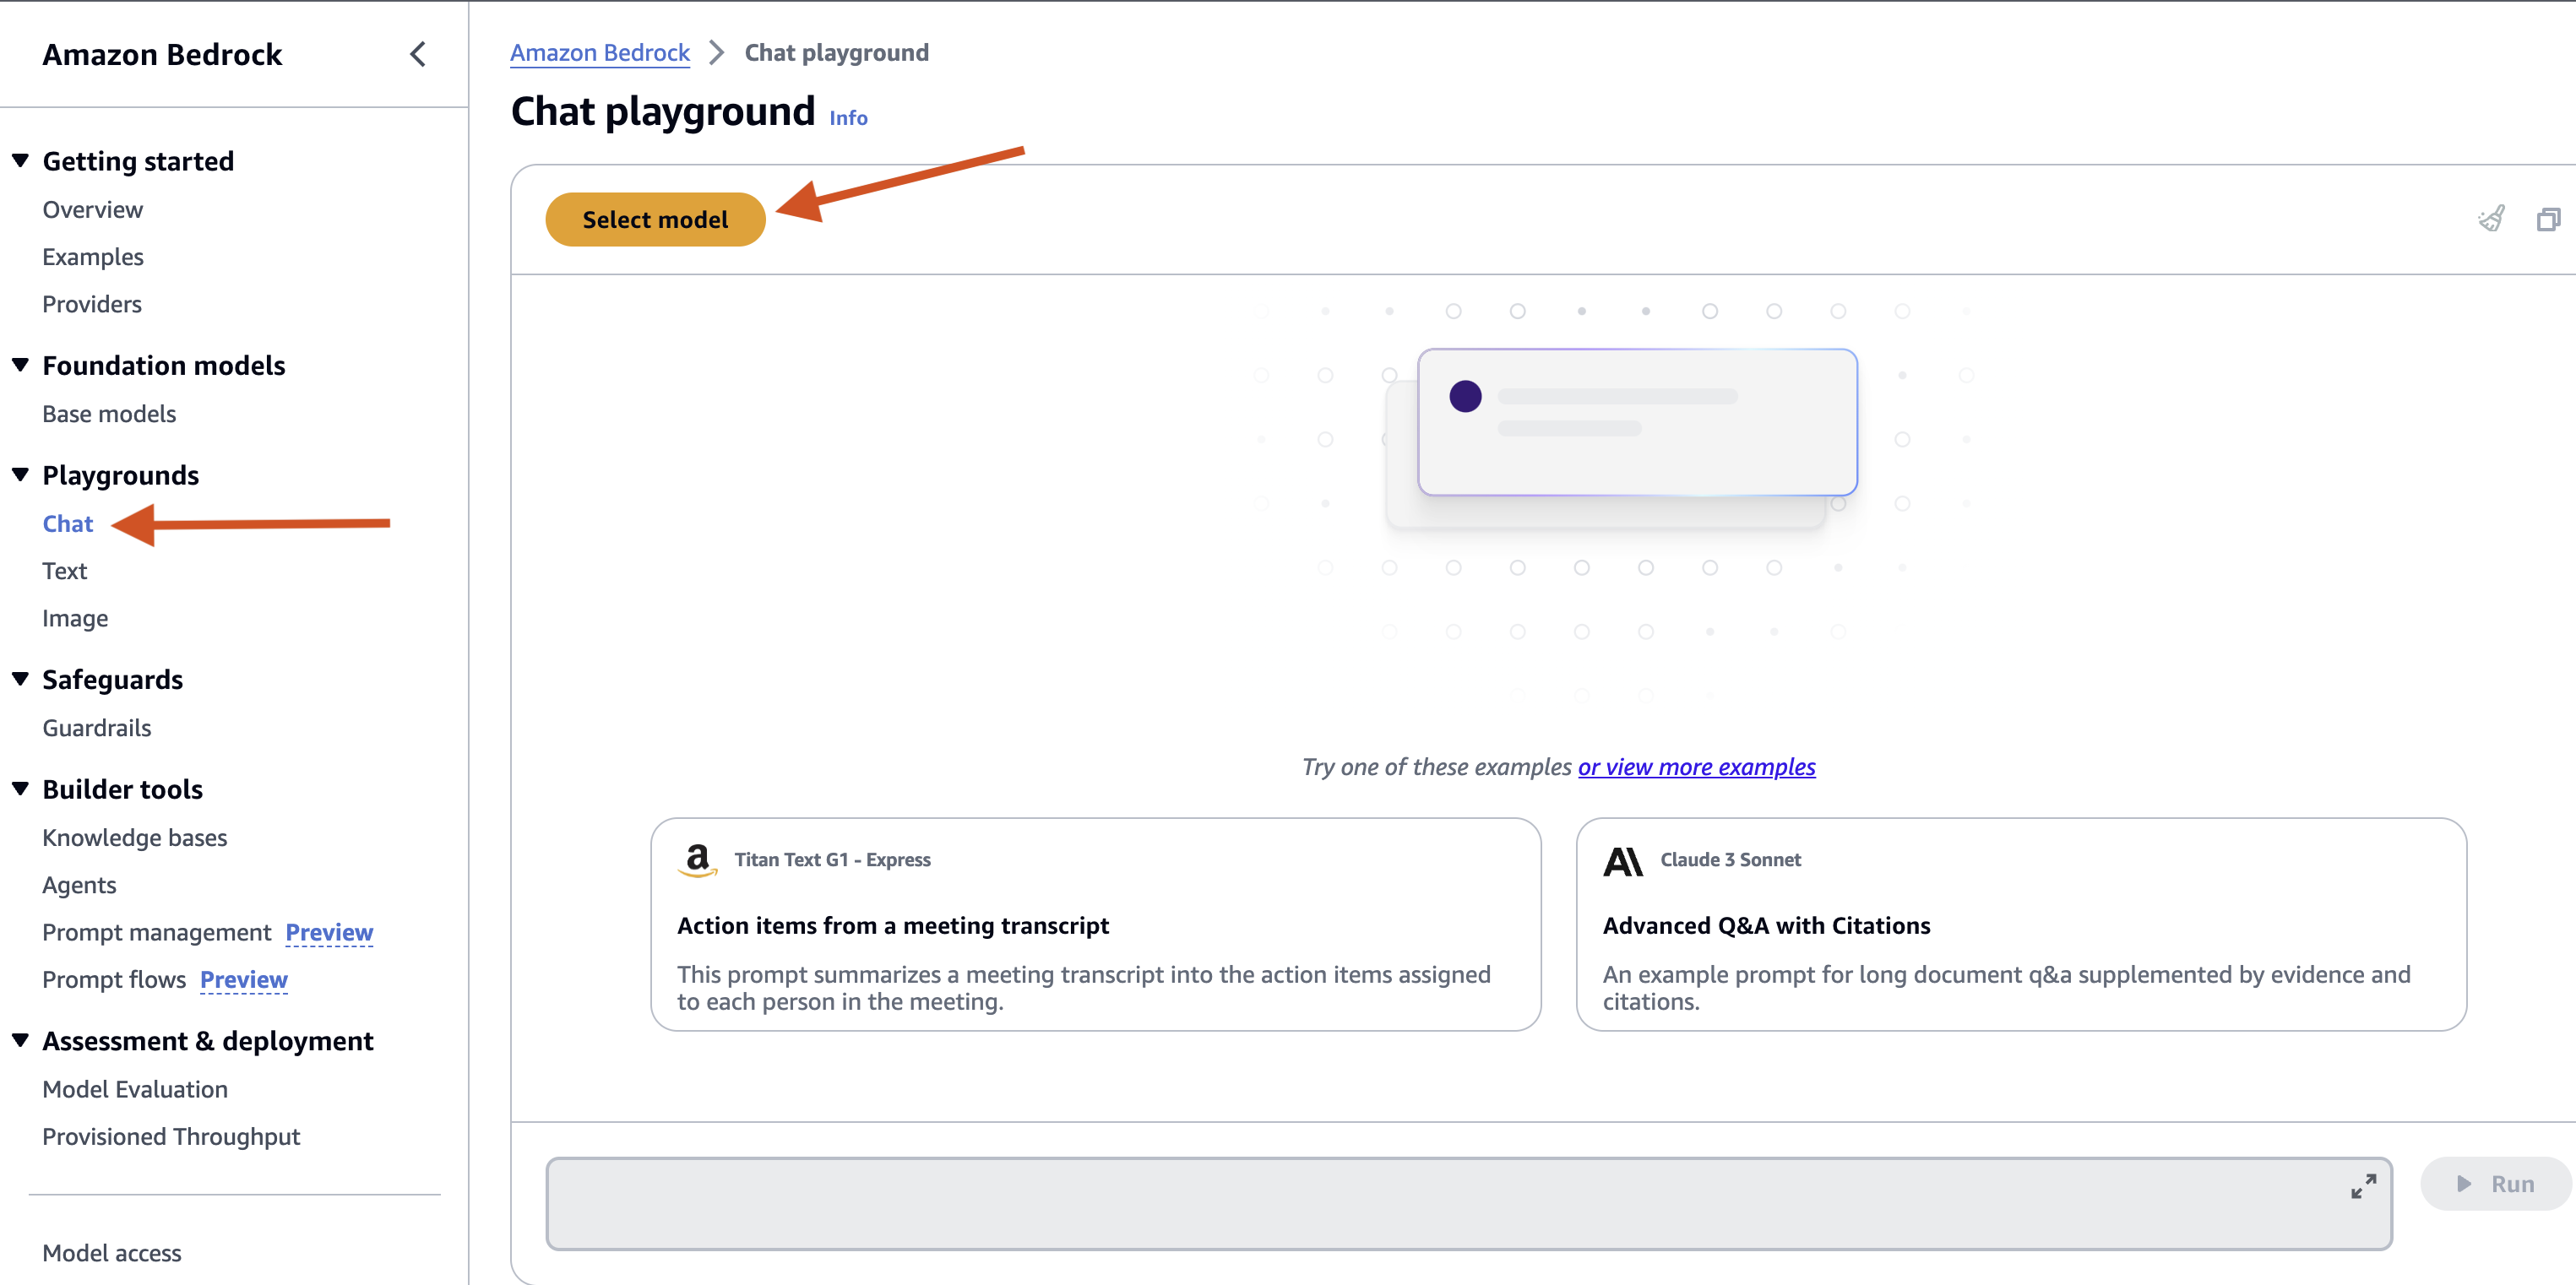 Amazon Bedrock
Getting started
Overview
Examples
Providers
Foundation models
Base models
Playgrounds
Chat
Text
Image
Safeguards
Guardrails
Builder tools
Knowledge bases
Agents
Prompt management Preview
Prompt flows Preview
Assessment & deployment
Model Evaluation
Provisioned Throughput
Model access
Amazon Bedrock > Chat playground
Chat playground Info
Select model
Try one of these examples or view more examples
a Titan Text G1 - Express
Action items from a meeting transcript
This prompt summarizes a meeting transcript into the action items assigned
to each person in the meeting.
A\ Claude 3 Sonnet
Advanced Q&A with Citations
An example prompt for long document q&a supplemented by evidence and
citations.
Run